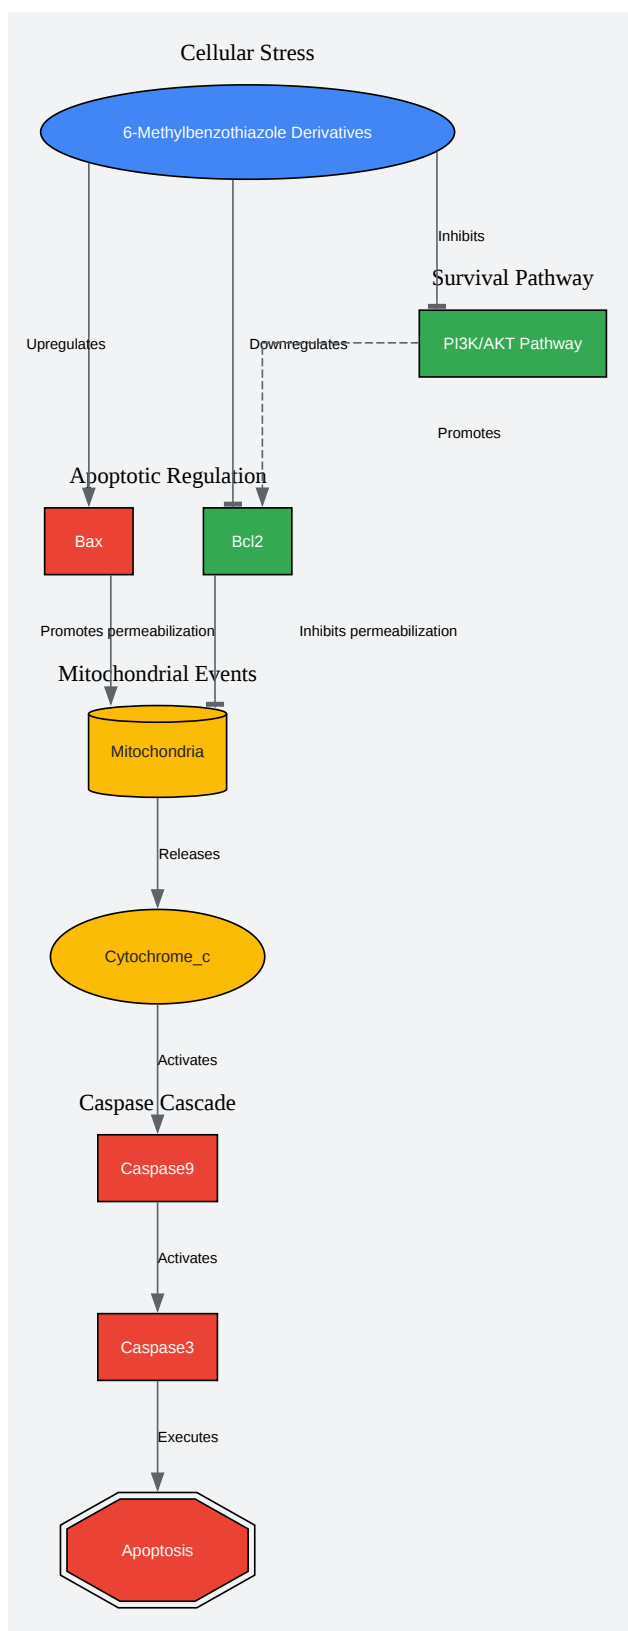 Cellular Stress
6-Methylbenzothiazole Derivatives
Inhibits
Survival Pathway
Upregulates
Downregulates
PI3K/AKT Pathway
Promotes
Apoptotic Regulation
Bax
Bcl2
Promotes permeabilization
Inhibits permeabilization
Mitochondrial Events
Mitochondria
Releases
Cytochrome_c
Activates
Caspase Cascade
Caspase9
Activates
Caspase3
Executes
Apoptosis